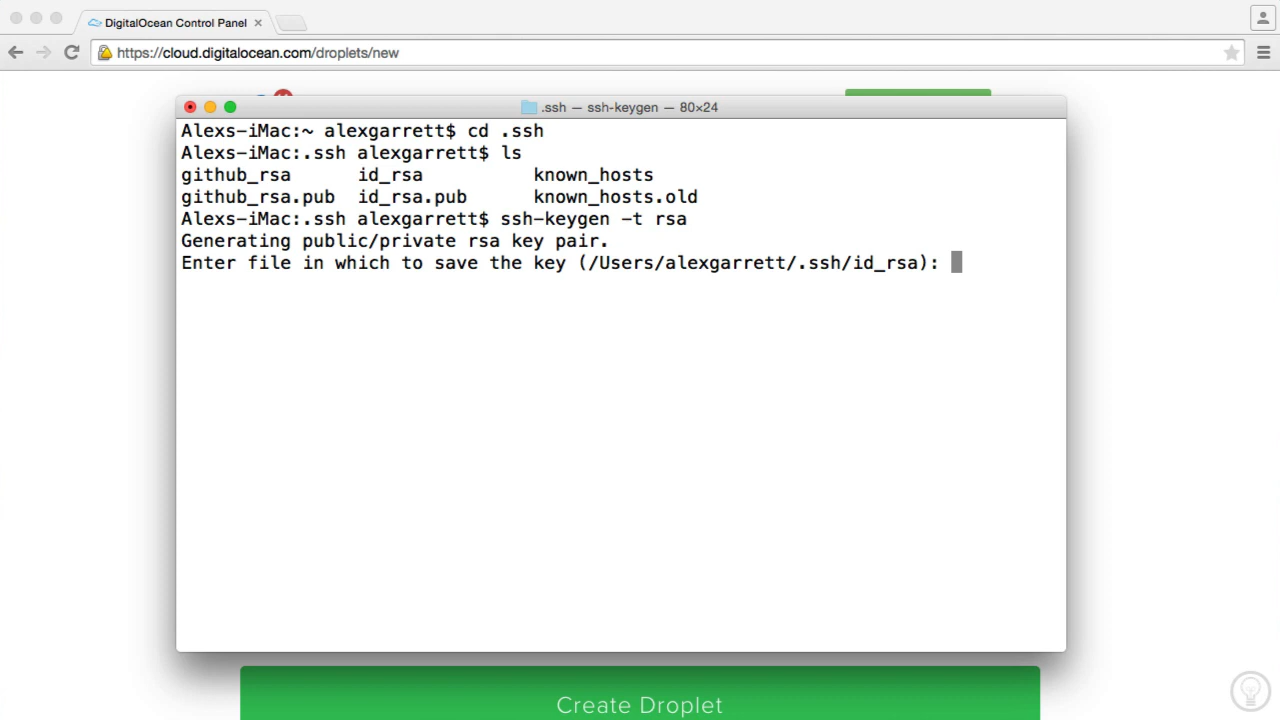 DigitalOcean Control Panel
https://cloud.digitalocean.com/droplets/new
.ssh — ssh-keygen — 80×24
Alexs-iMac:~ alexgarrett$ cd .ssh
Alexs-iMac:.ssh alexgarrett$ ls
github_rsa id_rsa known_hosts
github_rsa.pub id_rsa.pub known_hosts.old
Alexs-iMac:.ssh alexgarrett$ ssh-keygen -t rsa
Generating public/private rsa key pair.
Enter file in which to save the key (/Users/alexgarrett/.ssh/id_rsa):
Create Droplet